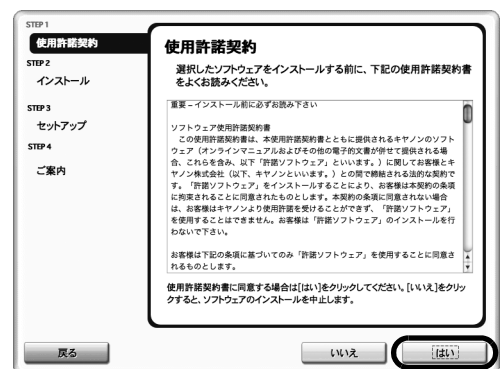 STEP 1
使用許諾契約
STEP 2
インストール
STEP 3
セットアップ
STEP 4
ご案内
使用許諾契約
選択したソフトウェアをインストールする前に、下記の使用許諾契約書
をよくお読みください。
重要 – インストール前に必ずお読み下さい
ソフトウェア使用許諾契約書
この使用許諾契約書は、本使用許諾契約書とともに提供されるキヤノンのソフト
ウェア（オンラインマニュアルおよびその他の電子的文書が併せて提供される場
合、これらを含み、以下「許諾ソフトウェア」といいます。）に関してお客様とキ
ヤノン株式会社（以下、キヤノンといいます。）との間で締結される法的な契約で
す。「許諾ソフトウェア」をインストールすることにより、お客様は本契約の条項
に拘束されることに同意されたものとします。本契約の条項に同意されない場合
は、お客様はキヤノンより使用許諾を受けることができず、「許諾ソフトウェア」
を使用することはできません。お客様は「許諾ソフトウェア」のインストールを行
わないで下さい。
お客様は下記の条項に基づいてのみ「許諾ソフトウェア」を使用することに同意さ
れるものとします。
使用許諾契約書に同意する場合は[はい]をクリックしてください。[いいえ]をクリッ
クすると、ソフトウェアのインストールを中止します。
戻る
いいえ
はい